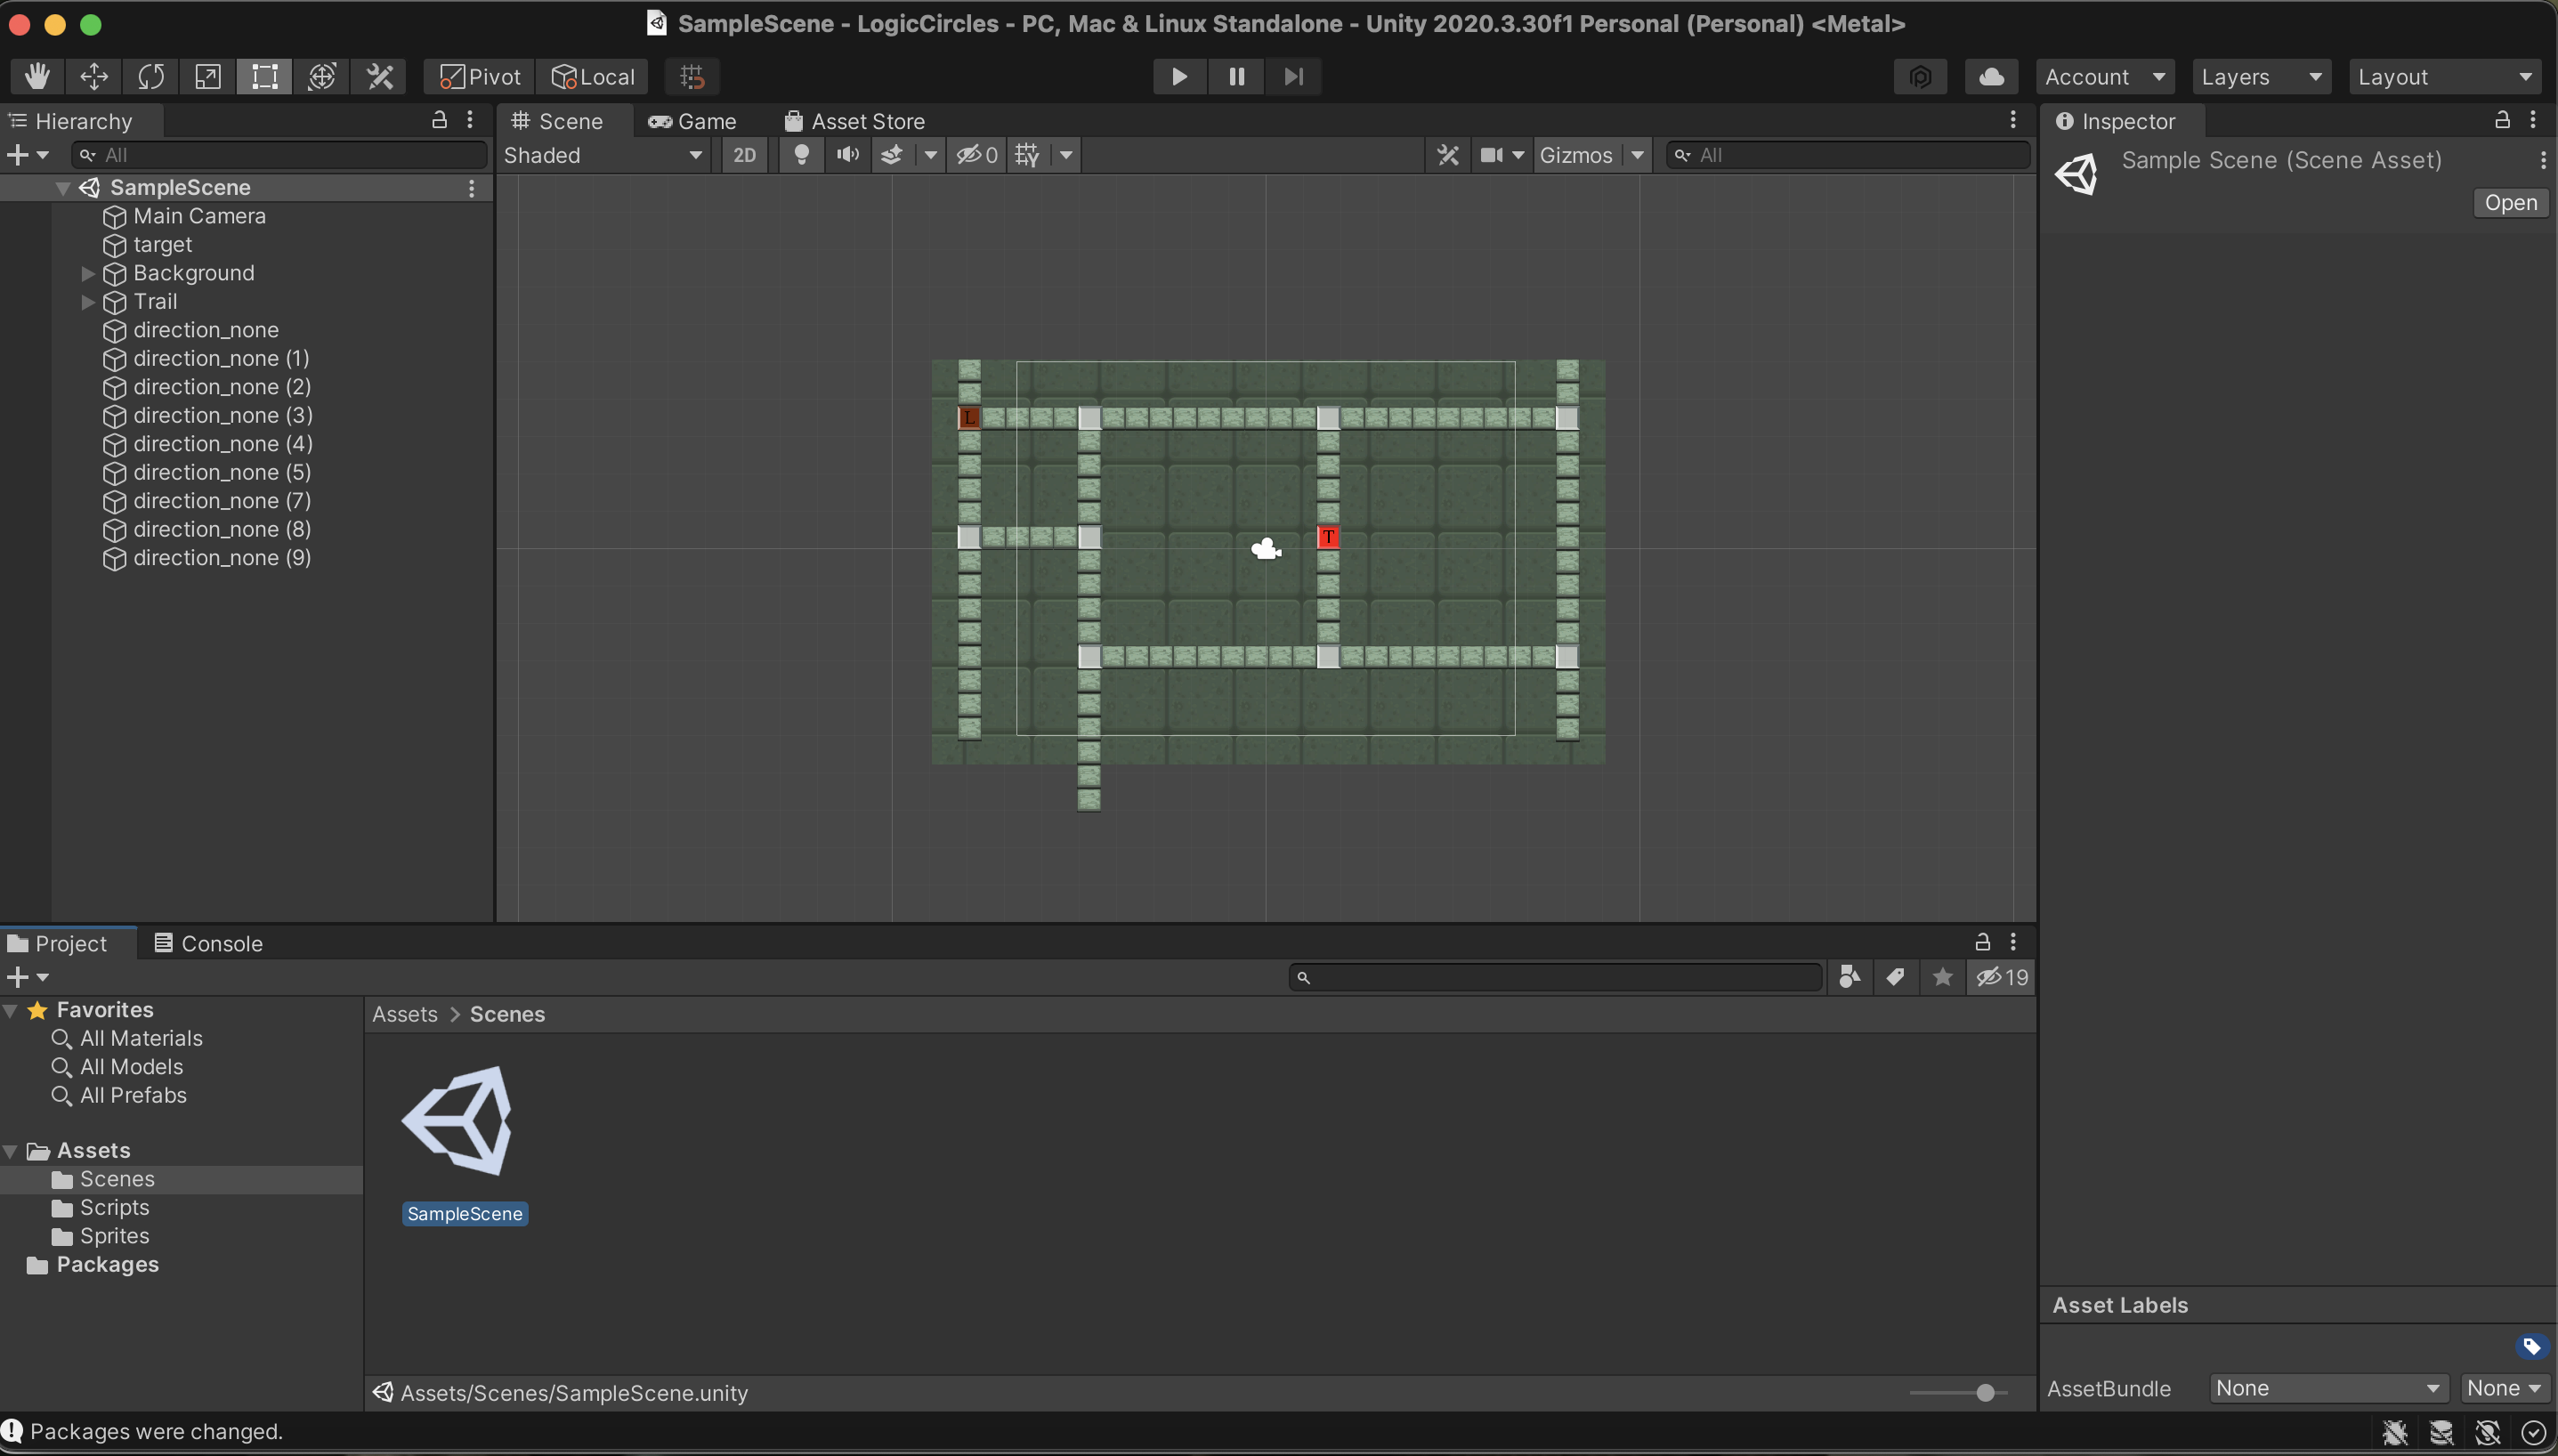 SampleScene - LogicCircles - PC, Mac & Linux Standalone - Unity 2020.3.30f1 Personal (Personal) <Metal>
Pivot Local Account Layers Layout
Hierarchy
All
SampleScene
Main Camera
target
Background
Trail
direction_none
direction_none (1)
direction_none (2)
direction_none (3)
direction_none (4)
direction_none (5)
direction_none (7)
direction_none (8)
direction_none (9)
Scene Game Asset Store
Shaded 2D 0 Gizmos All
L
T
Inspector
Sample Scene (Scene Asset)
Open
Project Console
19
Favorites
All Materials
All Models
All Prefabs
Assets
Scenes
Scripts
Sprites
Packages
Assets > Scenes
SampleScene
Assets/Scenes/SampleScene.unity
Asset Labels
AssetBundle None None
Packages were changed.